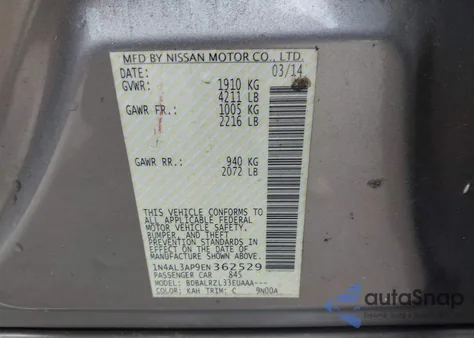 MFD BY NISSAN MOTOR CO., LTD.
DATE: 03/14
GVWR: 1910 KG
4211 LB
GAWR FR.: 1005 KG
2216 LB
GAWR RR.: 940 KG
2072 LB
THIS VEHICLE CONFORMS TO
ALL APPLICABLE FEDERAL
MOTOR VEHICLE SAFETY,
BUMPER, AND THEFT
PREVENTION STANDARDS IN
EFFECT ON THE DATE OF
MANUFACTURE SHOWN ABOVE.
1N4AL3AP9EN362529
PASSENGER CAR 845
MODEL: BDBALRZL33EUAAA---
COLOR: KAH TRIM: C 9N00A
autoSnap